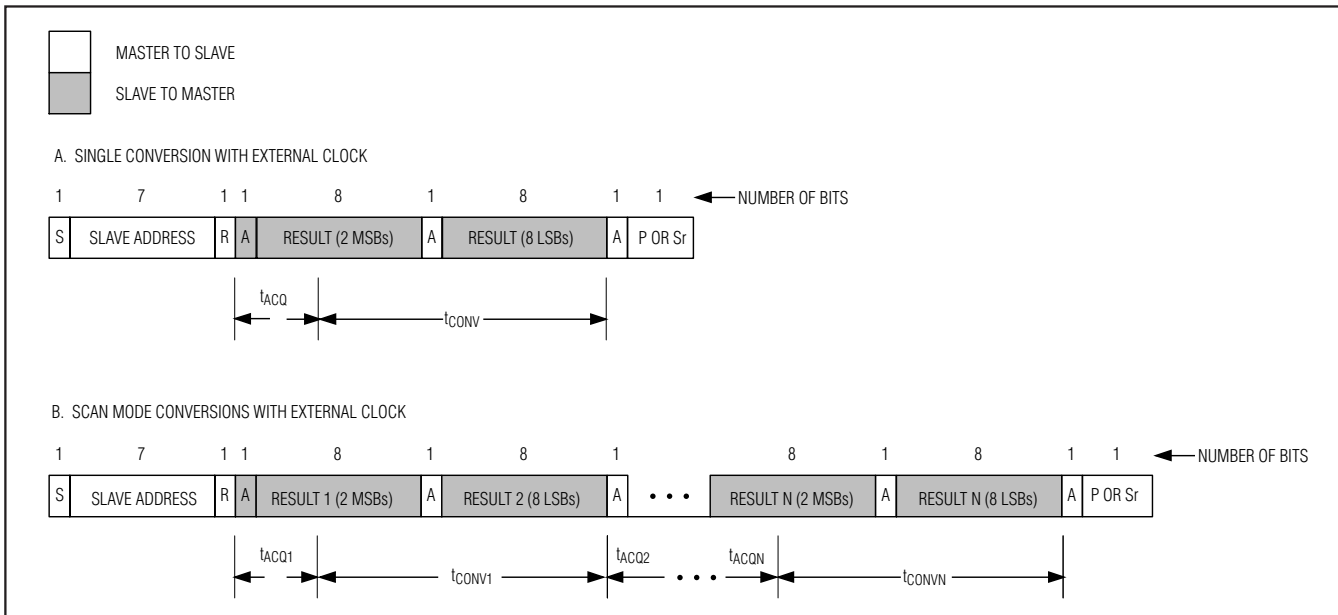 MASTER TO SLAVE
SLAVE TO MASTER
A. SINGLE CONVERSION WITH EXTERNAL CLOCK
1 7 1 1 8 1 8 1 1 NUMBER OF BITS
S SLAVE ADDRESS R A RESULT (2 MSBs) A RESULT (8 LSBs) A P OR Sr
tACQ
tCONV
B. SCAN MODE CONVERSIONS WITH EXTERNAL CLOCK
1 7 1 1 8 1 8 1 8 1 8 1 1 NUMBER OF BITS
S SLAVE ADDRESS R A RESULT 1 (2 MSBs) A RESULT 2 (8 LSBs) A • • • RESULT N (2 MSBs) A RESULT N (8 LSBs) A P OR Sr
tACQ1 tACQ2 tACQN
tCONV1 • • • tCONVN